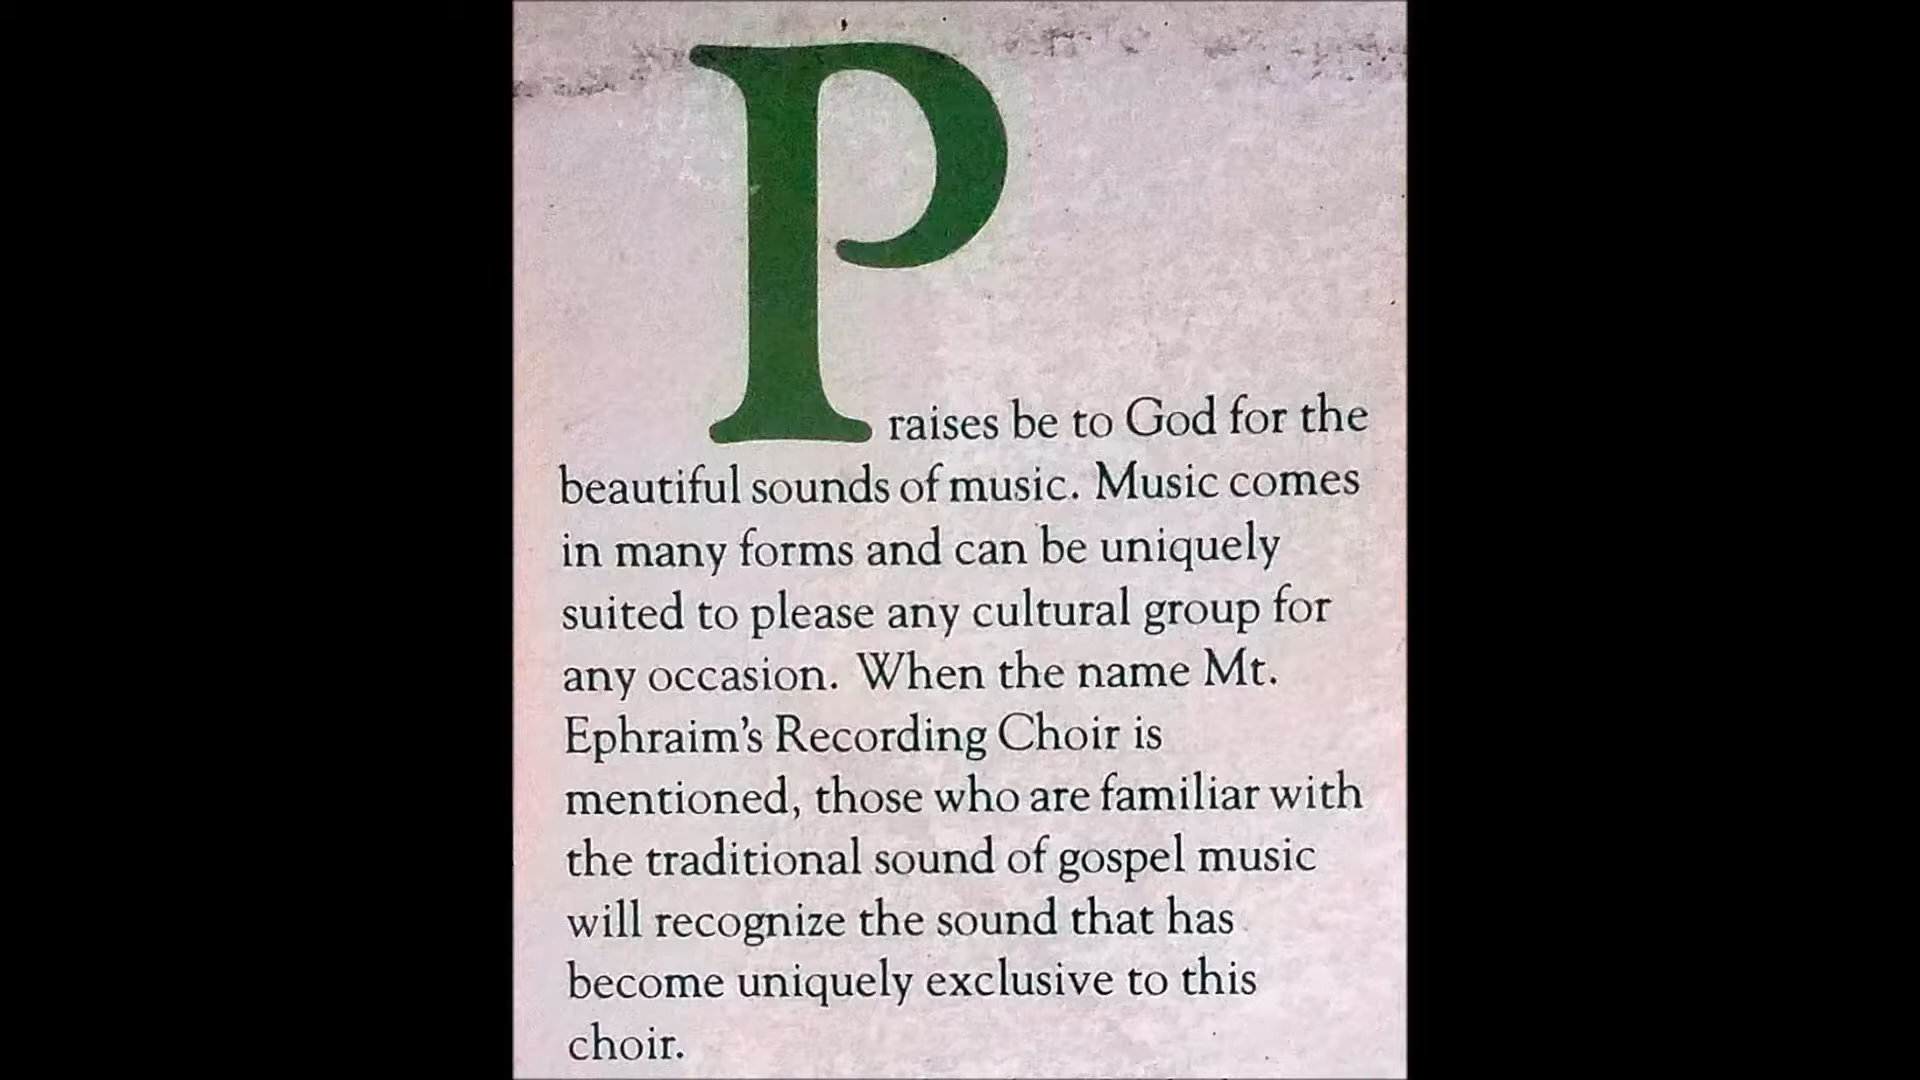 Praises be to God for the
beautiful sounds of music. Music comes
in many forms and can be uniquely
suited to please any cultural group for
any occasion. When the name Mt.
Ephraim's Recording Choir is
mentioned, those who are familiar with
the traditional sound of gospel music
will recognize the sound that has
become uniquely exclusive to this
choir.